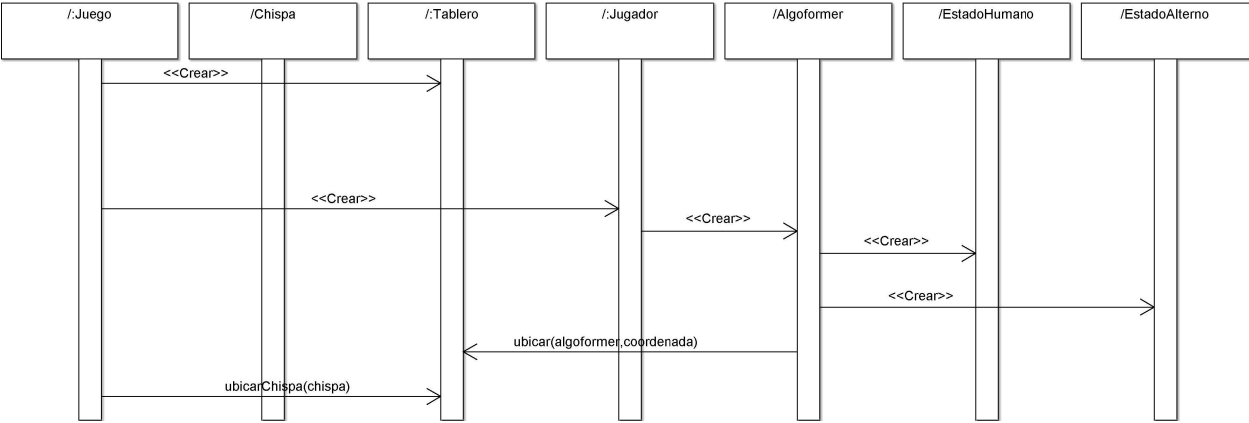 /:Juego
/Chispa
/:Tablero
/:Jugador
/Algoformer
/EstadoHumano
/EstadoAlterno
<<Crear>>
<<Crear>>
<<Crear>>
<<Crear>>
<<Crear>>
ubicar(algoformer,coordenada)
ubicarChispa(chispa)